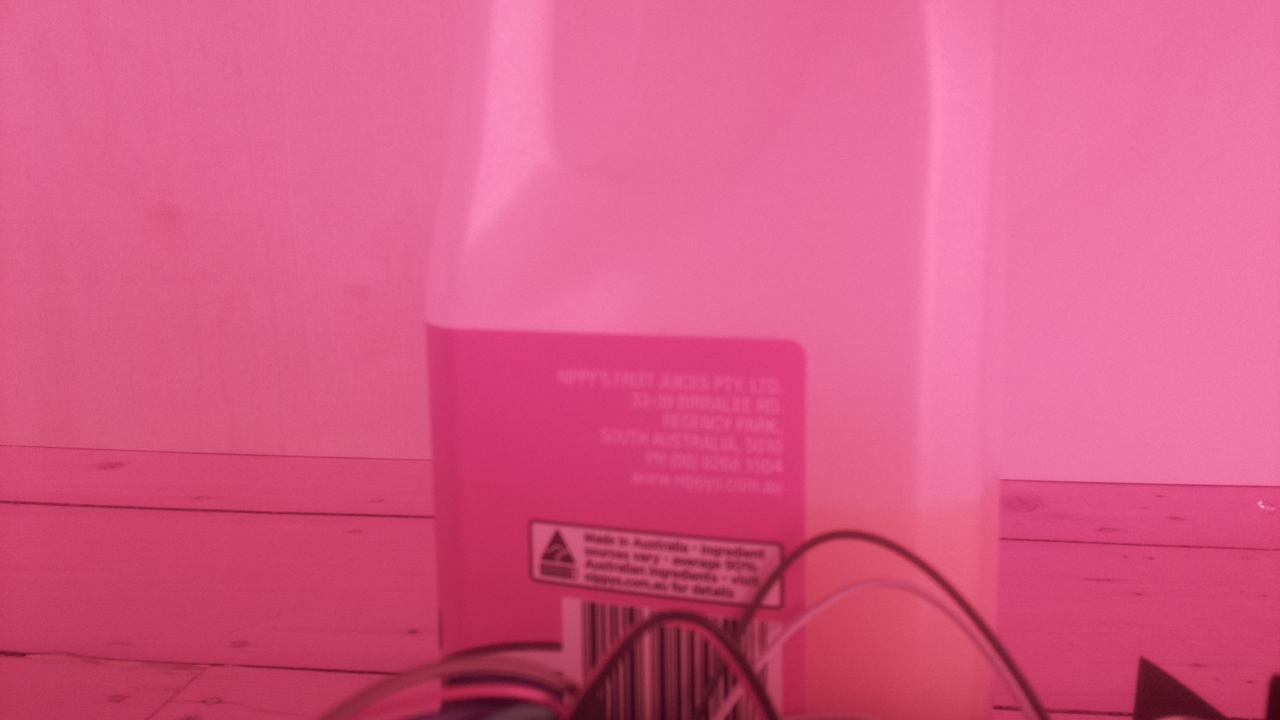 NIPPY'S FRUIT JUICES PTY. LTD.
33-39 BIRRALEE RD.
REGENCY PARK,
SOUTH AUSTRALIA, 5010
PH (08) 8268 1504
www.nippys.com.au
Made in Australia - ingredient
sources vary - average 90%
Australian ingredients - visit
nippys.com.au for details